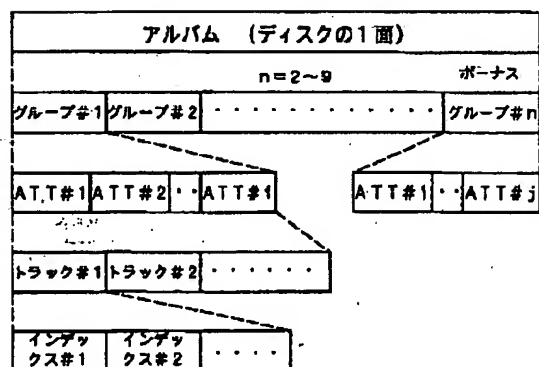 アルバム (ディスクの1面)
n=2~9 ボーナス
グループ#1 グループ#2 ・・・・・・・・・・・・ グループ#n
ATT#1 ATT#2 ・・ ATT#i ATT#1 ・・ ATT#j
トラック#1 トラック#2 ・・・・・・
インデッ インデッ
クス#1 クス#2 ・・・・